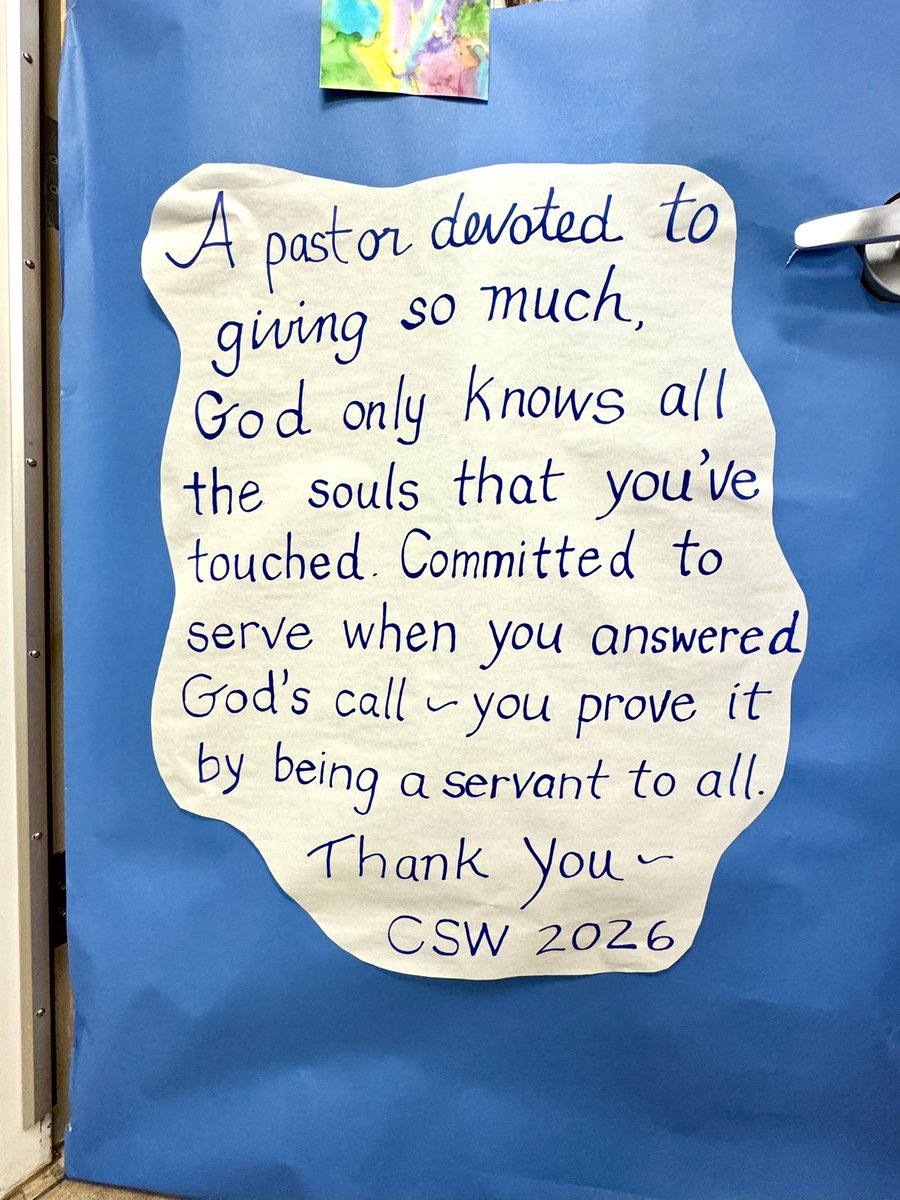 A pastor devoted to
giving so much,
God only knows all
the souls that you've
touched. Committed to
serve when you answered
God's call ~ you prove it
by being a servant to all.
Thank You ~
CSW 2026